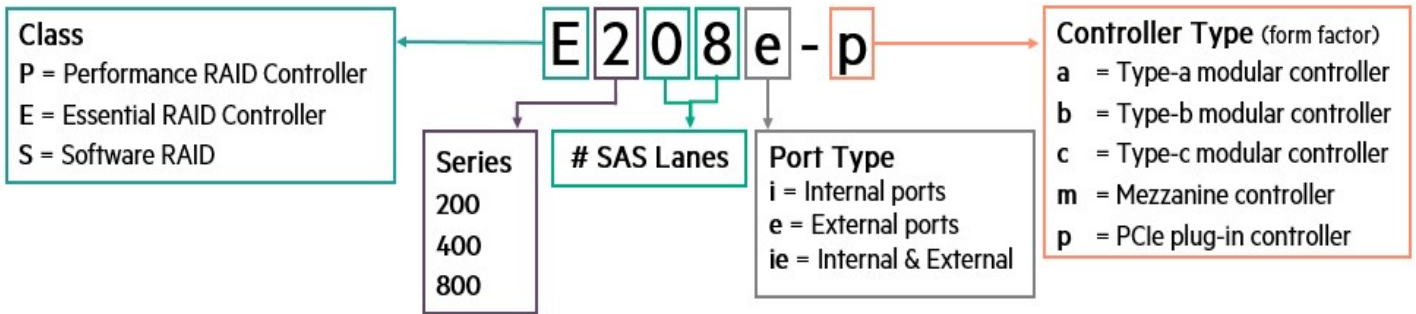 E208e-p
Class
P = Performance RAID Controller
E = Essential RAID Controller
S = Software RAID
Series
200
400
800
# SAS Lanes
Port Type
i = Internal ports
e = External ports
ie = Internal & External
Controller Type (form factor)
a = Type-a modular controller
b = Type-b modular controller
c = Type-c modular controller
m = Mezzanine controller
p = PCIe plug-in controller